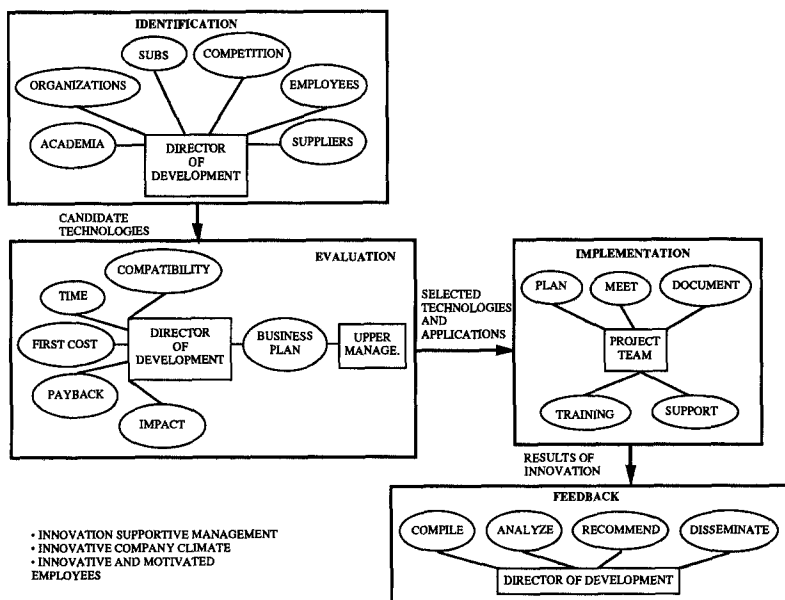 IDENTIFICATION
SUBS
COMPETITION
ORGANIZATIONS
EMPLOYEES
ACADEMIA
DIRECTOR
OF
DEVELOPMENT
SUPPLIERS
CANDIDATE
TECHNOLOGIES
EVALUATION
COMPATIBILITY
TIME
FIRST COST
DIRECTOR
OF
DEVELOPMENT
BUSINESS
PLAN
UPPER
MANAGE.
PAYBACK
IMPACT
SELECTED
TECHNOLOGIES
AND
APPLICATIONS
IMPLEMENTATION
PLAN
MEET
DOCUMENT
PROJECT
TEAM
TRAINING
SUPPORT
RESULTS OF
INNOVATION
FEEDBACK
COMPILE
ANALYZE
RECOMMEND
DISSEMINATE
DIRECTOR OF DEVELOPMENT
• INNOVATION SUPPORTIVE MANAGEMENT
• INNOVATIVE COMPANY CLIMATE
• INNOVATIVE AND MOTIVATED
EMPLOYEES